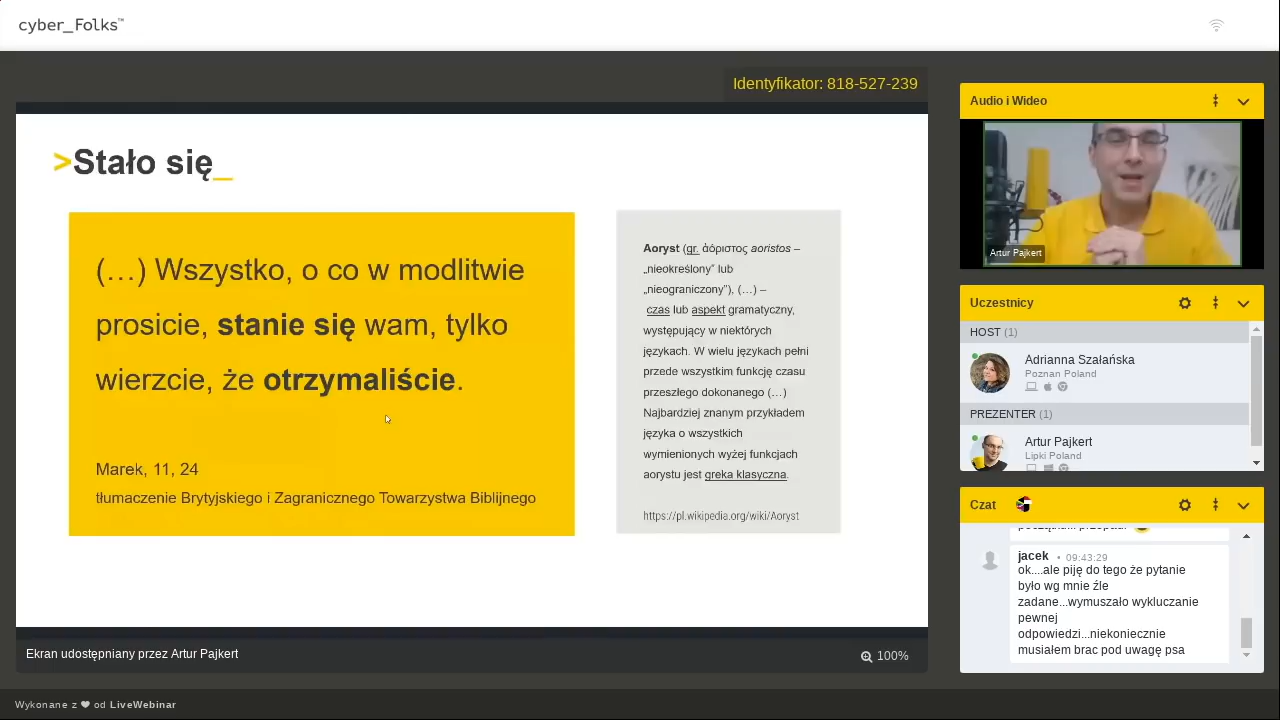 cyber_Folks™
Identyfikator: 818-527-239
>Stało się_
(…) Wszystko, o co w modlitwie
prosicie, stanie się wam, tylko
wierzcie, że otrzymaliście.
Marek, 11, 24
tłumaczenie Brytyjskiego i Zagranicznego Towarzystwa Biblijnego
Aoryst (gr. ἀόριστος aoristos –
„nieokreślony” lub
„nieograniczony”), (…) –
czas lub aspekt gramatyczny,
występujący w niektórych
językach. W wielu językach pełni
przede wszystkim funkcję czasu
przeszłego dokonanego (…)
Najbardziej znanym przykładem
języka o wszystkich
wymienionych wyżej funkcjach
aorystu jest greka klasyczna.
https://pl.wikipedia.org/wiki/Aoryst
Ekran udostępniany przez Artur Pajkert
100%
Audio i Wideo
Artur Pajkert
Uczestnicy
HOST (1)
Adrianna Szałańska
Poznan Poland
PREZENTER (1)
Artur Pajkert
Lipki Poland
Czat
jacek • 09:43:29
ok....ale piję do tego że pytanie
było wg mnie źle
zadane...wymuszało wykluczanie
pewnej
odpowiedzi...niekoniecznie
musiałem brac pod uwagę psa
Wykonane z ❤ od LiveWebinar